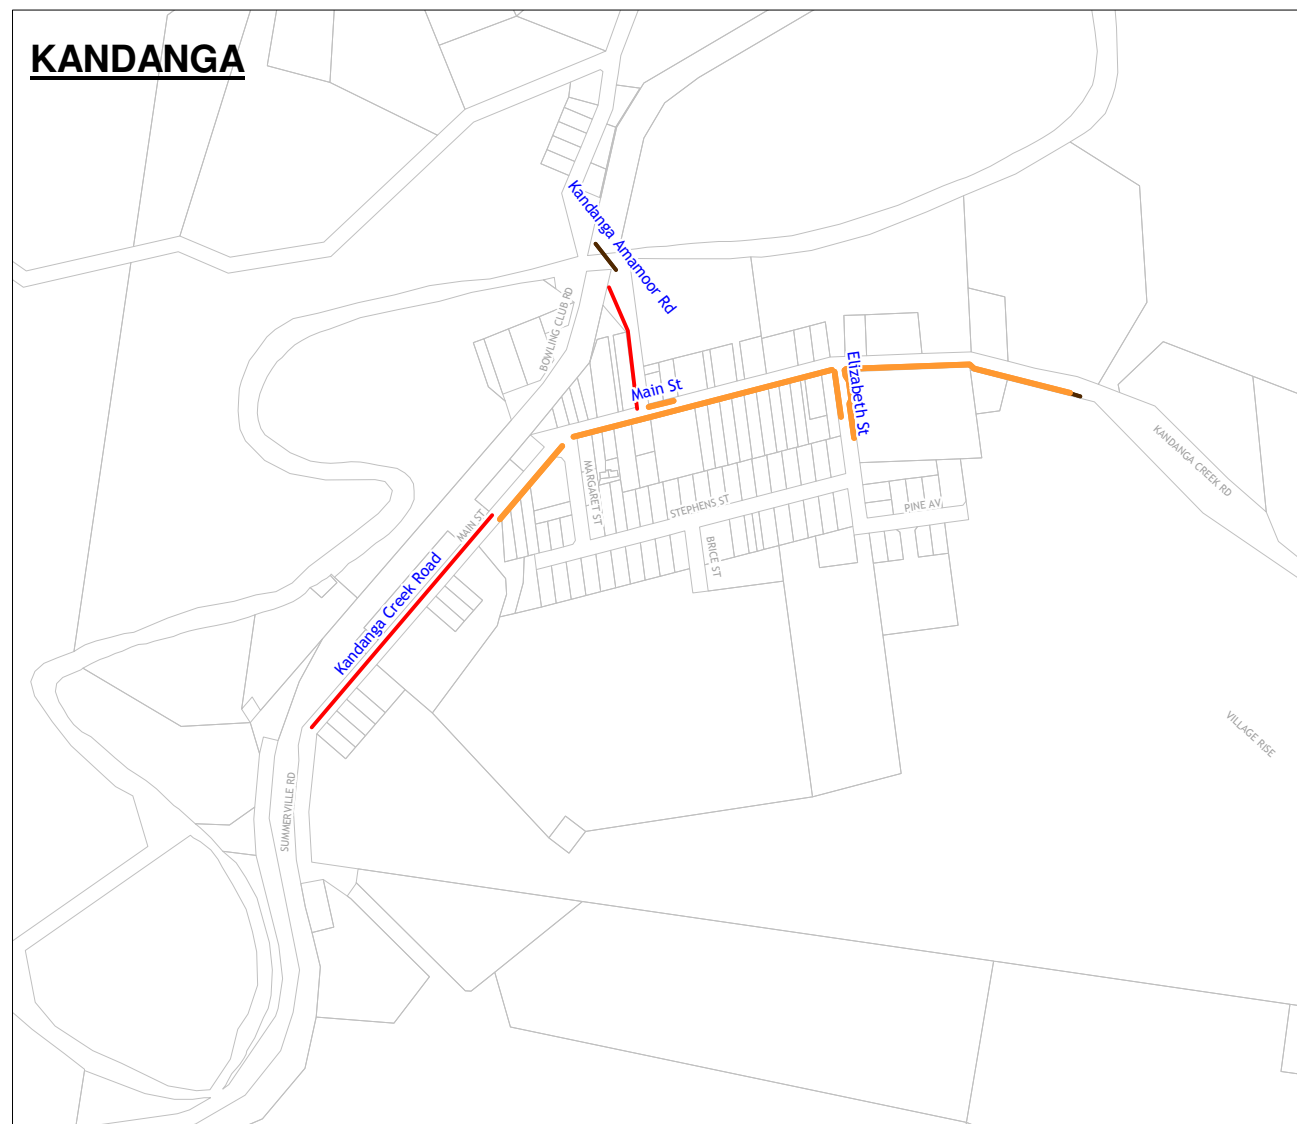 KANDANGA
Kandanga Amamoor Rd
BOWLING CLUB RD
Elizabeth St
Main St
KANDANGA CREEK RD
MARGARET ST
STEPHENS ST
PINE AV
MAIN ST
BRICE ST
Kandanga Creek Road
VILLAGE RISE
SUMMERVILLE RD